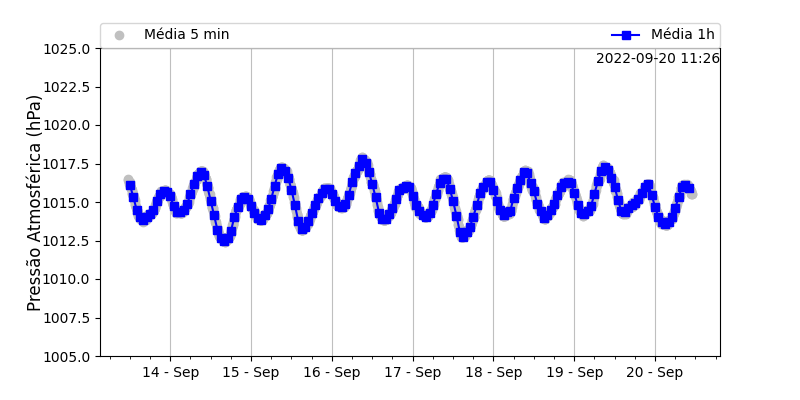 Média 5 min
Média 1h
2022-09-20 11:26
Pressão Atmosférica (hPa)
1025.0
1022.5
1020.0
1017.5
1015.0
1012.5
1010.0
1007.5
1005.0
14 - Sep
15 - Sep
16 - Sep
17 - Sep
18 - Sep
19 - Sep
20 - Sep